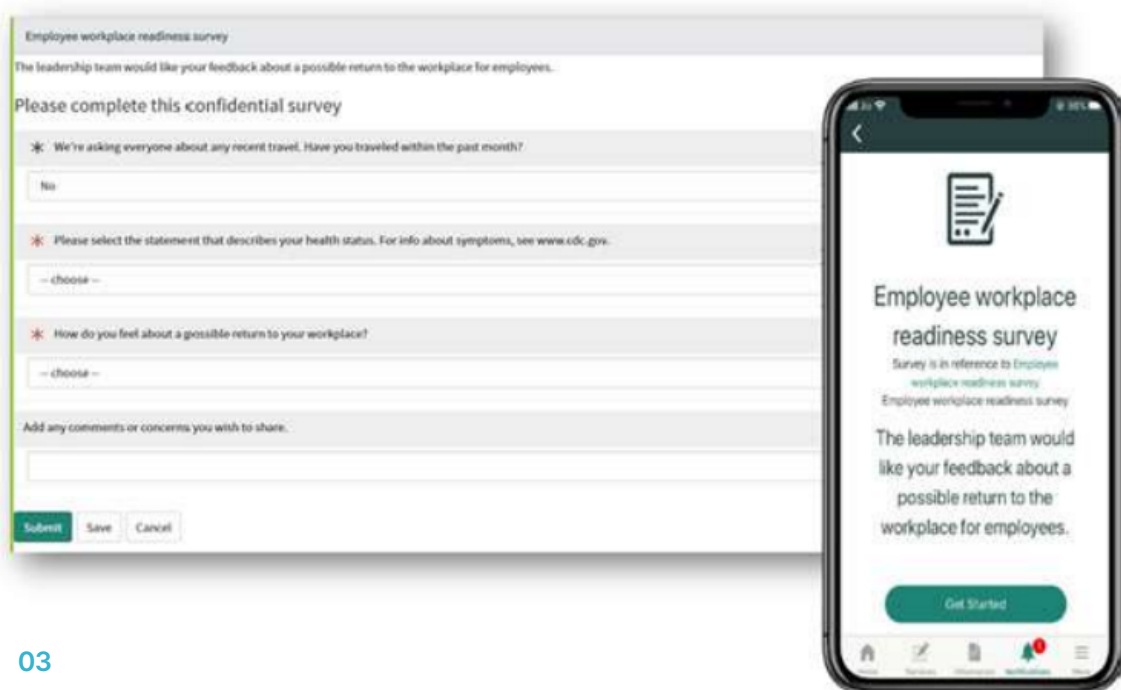 Employee workplace readiness survey
The leadership team would like your feedback about a possible return to the workplace for employees.
Please complete this confidential survey
* We're asking everyone about any recent travel. Have you traveled within the past month?
No
* Please select the statement that describes your health status. For info about symptoms, see www.cdc.gov.
-- choose --
* How do you feel about a possible return to your workplace?
-- choose --
Add any comments or concerns you wish to share.
Submit Save Cancel
Employee workplace
readiness survey
Survey is in reference to Employee
workplace readiness survey
Employee workplace readiness survey
The leadership team would
like your feedback about a
possible return to the
workplace for employees.
Get Started
Home Services Notifications More
03